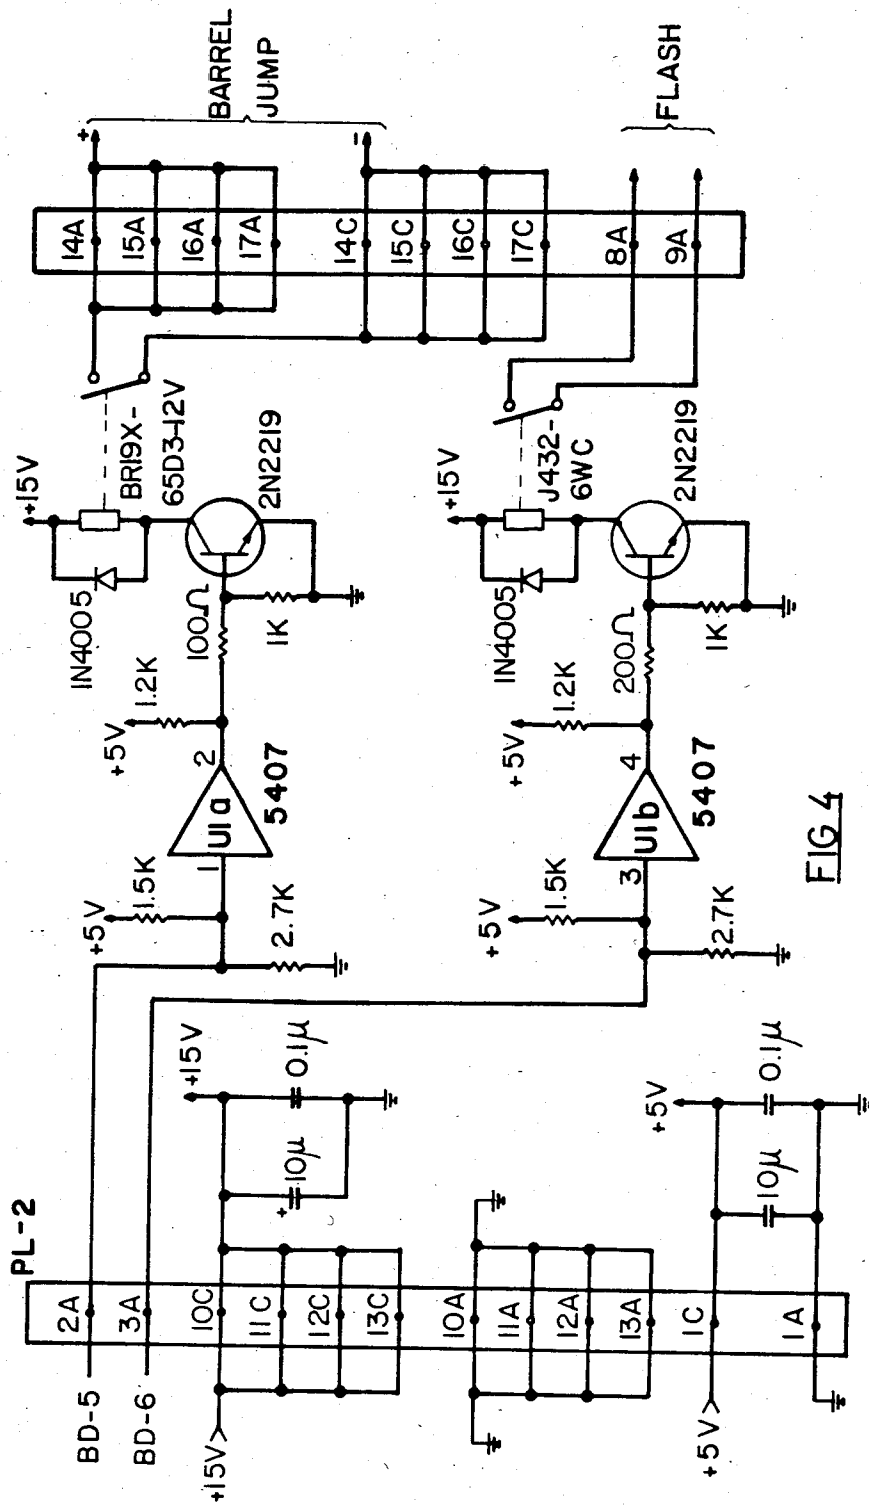 PL-2
BD-5
2A
BD-6
3A
+15V
10C
11C
12C
13C
10A
11A
12A
13A
+5V
1C
1A
+15V
10μ
+
0.1μ
+5V
10μ
0.1μ
+5V
1.5K
2.7K
1
U1a
2
5407
+5V
1.2K
100Ω
1K
1N4005
+15V
BR19X-
65D3-12V
2N2219
+5V
1.5K
2.7K
3
U1b
4
5407
+5V
1.2K
200Ω
1K
1N4005
+15V
J432-
6WC
2N2219
14A
15A
16A
17A
14C
15C
16C
17C
8A
9A
+
-
BARREL
JUMP
FLASH
FIG 4